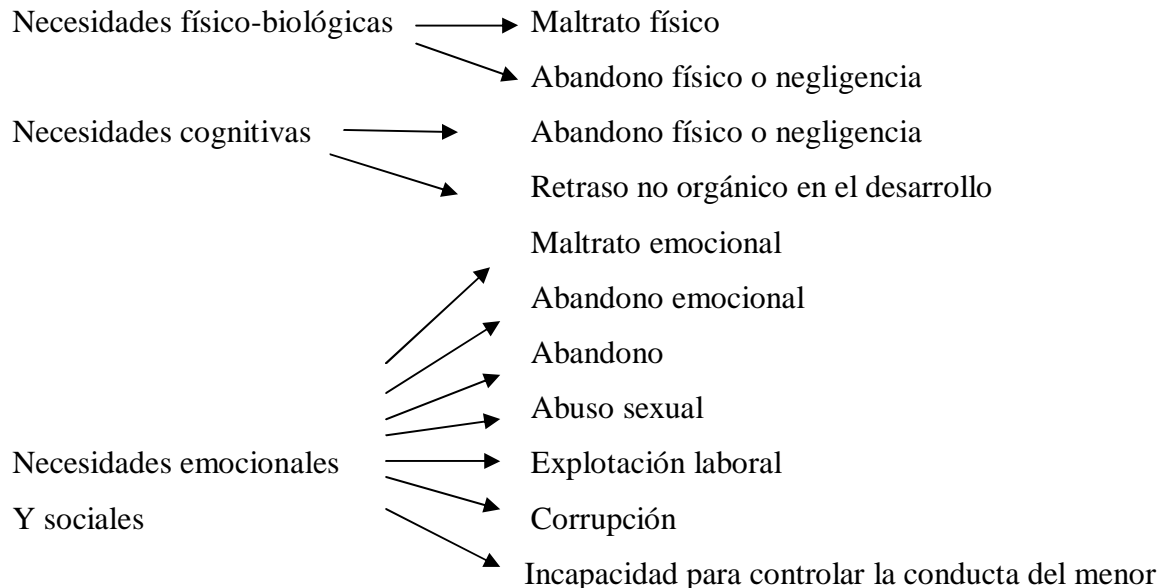 Necesidades físico-biológicas Maltrato físico
Abandono físico o negligencia
Necesidades cognitivas Abandono físico o negligencia
Retraso no orgánico en el desarrollo
Maltrato emocional
Abandono emocional
Abandono
Abuso sexual
Necesidades emocionales Explotación laboral
Y sociales Corrupción
Incapacidad para controlar la conducta del menor